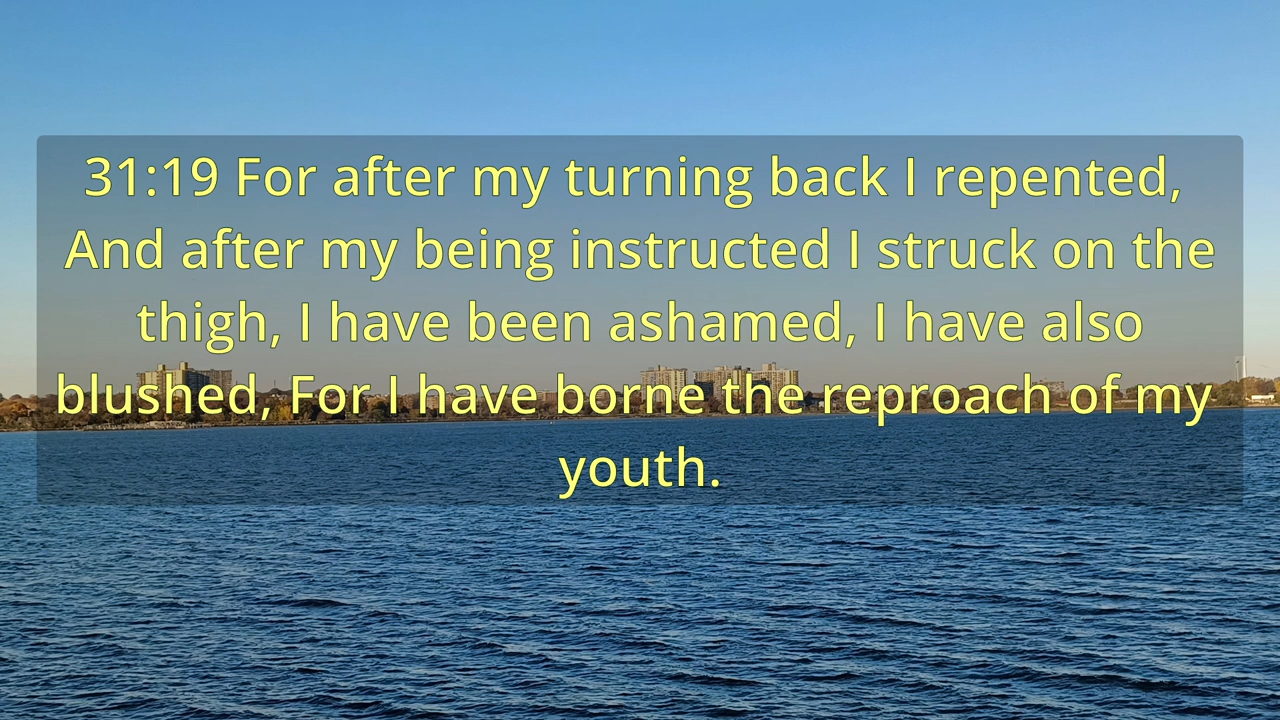 31:19 For after my turning back I repented,
And after my being instructed I struck on the
thigh, I have been ashamed, I have also
blushed, For I have borne the reproach of my
youth.